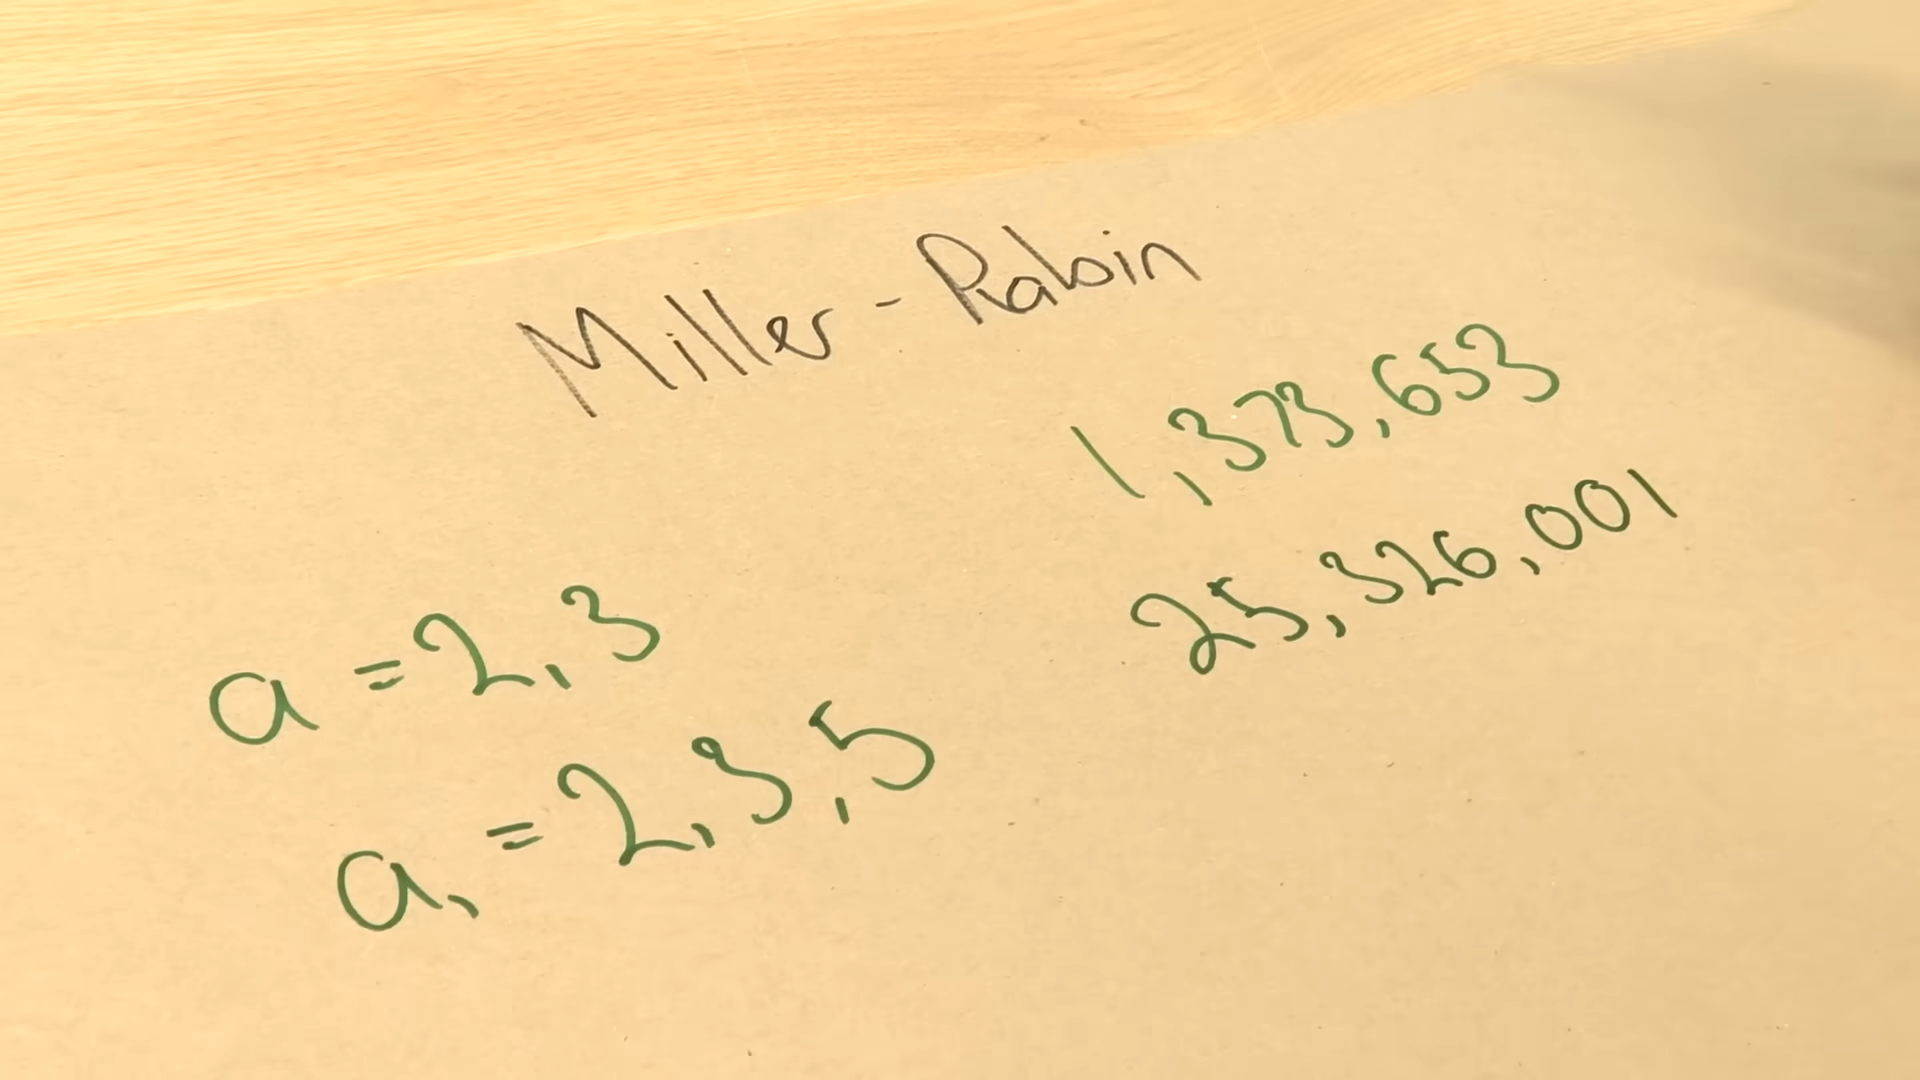 Miller-Rabin
a = 2,3 1,373,653
a, = 2,3,5 25,326,001